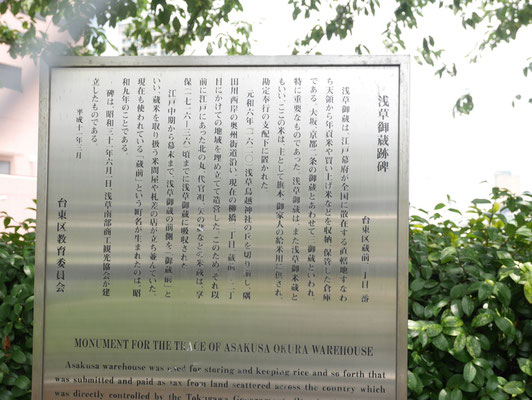 浅草御蔵跡碑
台東区蔵前一丁目
浅草御蔵は、江戸幕府が全国に散在する直轄地すなわ
ち天領から年貢米や買い上げ米などを収納、保管した倉庫
である。大坂、京都二条の御蔵とあわせて三御蔵といわれ、
特に重要なものであった。浅草御蔵は、また浅草御米蔵と
もいい、ここの米は、主として旗本、御家人の給米用に供され、
勘定奉行の支配下に置かれた。
元和六年（一六二〇）浅草鳥越神社の丘を切り崩し、隅
田川西岸の奥州街道沿い、現在の柳橋二丁目、蔵前一、二丁
目にかけての地域を埋め立てて造営した。このため、それ以
前に江戸にあった北の丸、代官町、矢の蔵などの米蔵は、享
保（一七一六～三六）頃までに浅草御蔵に吸収された。
江戸中期から幕末まで、浅草御蔵の前側を「御蔵前」と
いい、蔵米を取り扱う米問屋や札差の店が立ち並んでいた。
現在も使われている「蔵前」という町名が生まれたのは、昭
和九年のことである。
碑は、昭和三十一年六月一日、浅草南部商工観光協会が建
立したものである。
平成十一年三月
台東区教育委員会
MONUMENT FOR THE TEACE OF ASAKUSA OKURA WAREHOUSE
Asakusa warehouse was used for storing and keeping rice and so forth that
was submitted and paid as tax from land scattered across the country which
was directly controlled by the Tokugawa